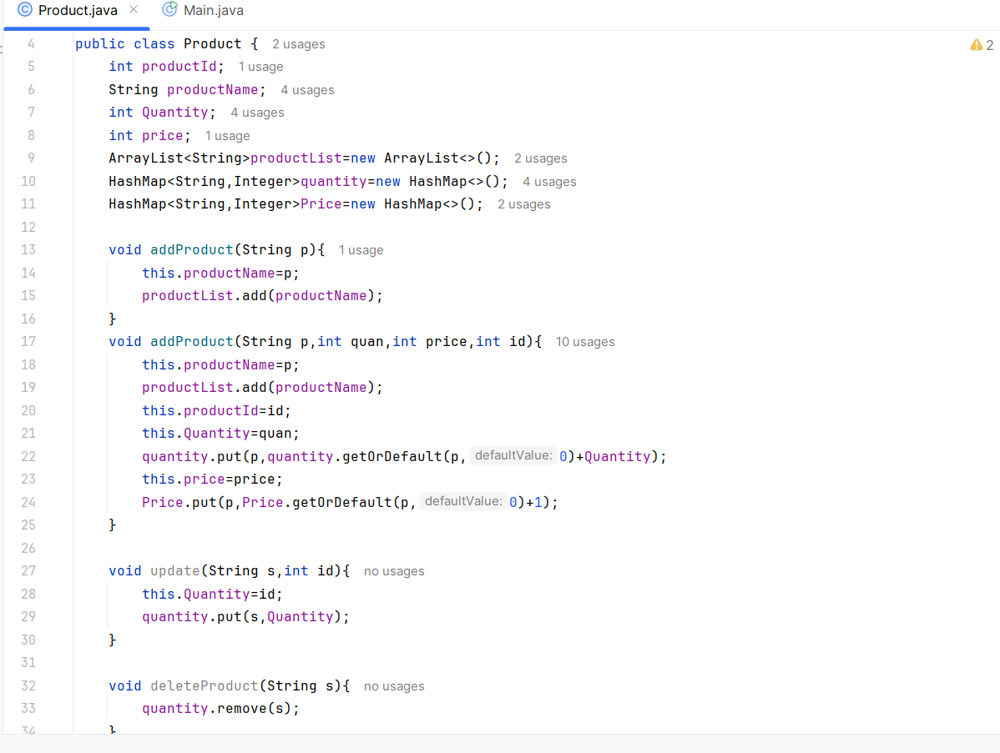 Product.java × Main.java
4 public class Product { 2 usages 2
5 int productId; 1 usage
6 String productName; 4 usages
7 int Quantity; 4 usages
8 int price; 1 usage
9 ArrayList<String>productList=new ArrayList<>(); 2 usages
10 HashMap<String,Integer>quantity=new HashMap<>(); 4 usages
11 HashMap<String,Integer>Price=new HashMap<>(); 2 usages
12
13 void addProduct(String p){ 1 usage
14 this.productName=p;
15 productList.add(productName);
16 }
17 void addProduct(String p,int quan,int price,int id){ 10 usages
18 this.productName=p;
19 productList.add(productName);
20 this.productId=id;
21 this.Quantity=quan;
22 quantity.put(p,quantity.getOrDefault(p, defaultValue: 0)+Quantity);
23 this.price=price;
24 Price.put(p,Price.getOrDefault(p, defaultValue: 0)+1);
25 }
26
27 void update(String s,int id){ no usages
28 this.Quantity=id;
29 quantity.put(s,Quantity);
30 }
31
32 void deleteProduct(String s){ no usages
33 quantity.remove(s);
34 }